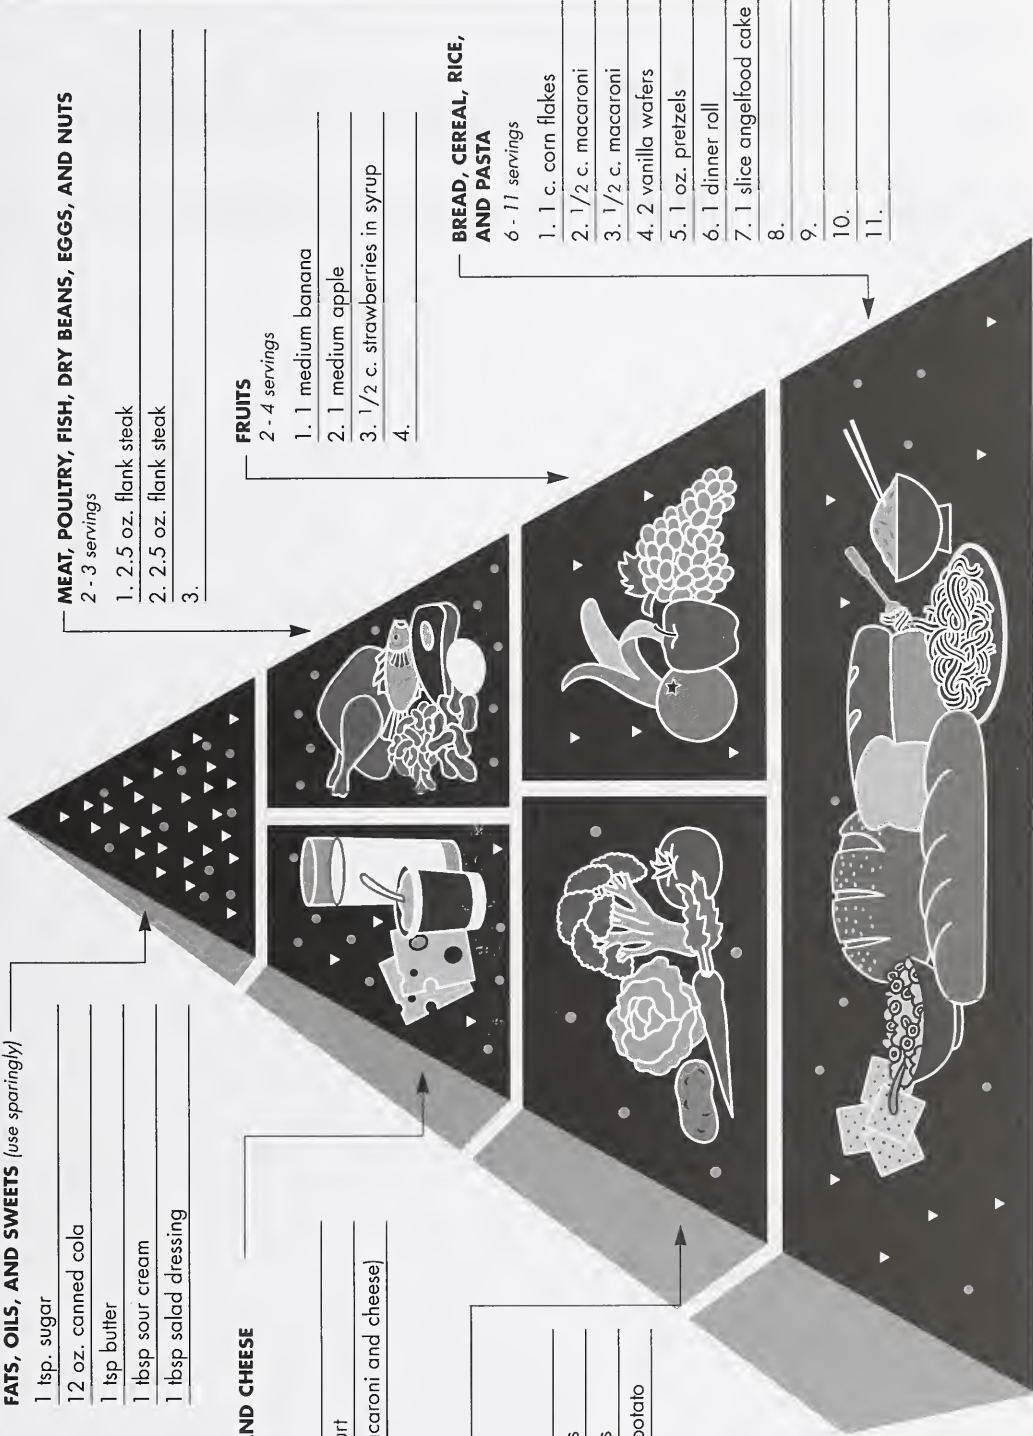 FATS, OILS, AND SWEETS (use sparingly)
1 tsp. sugar
12 oz. canned cola
1 tsp butter
1 tbsp sour cream
1 tbsp salad dressing
MEAT, POULTRY, FISH, DRY BEANS, EGGS, AND NUTS
2 - 3 servings
1. 2.5 oz. flank steak
2. 2.5 oz. flank steak
3.
AND CHEESE
caroni and cheese)
FRUITS
2 - 4 servings
1. 1 medium banana
2. 1 medium apple
3. 1/2 c. strawberries in syrup
4.
potato
BREAD, CEREAL, RICE,
AND PASTA
6 - 11 servings
1. 1 c. corn flakes
2. 1/2 c. macaroni
3. 1/2 c. macaroni
4. 2 vanilla wafers
5. 1 oz. pretzels
6. 1 dinner roll
7. 1 slice angelfood cake
8.
9.
10.
11.